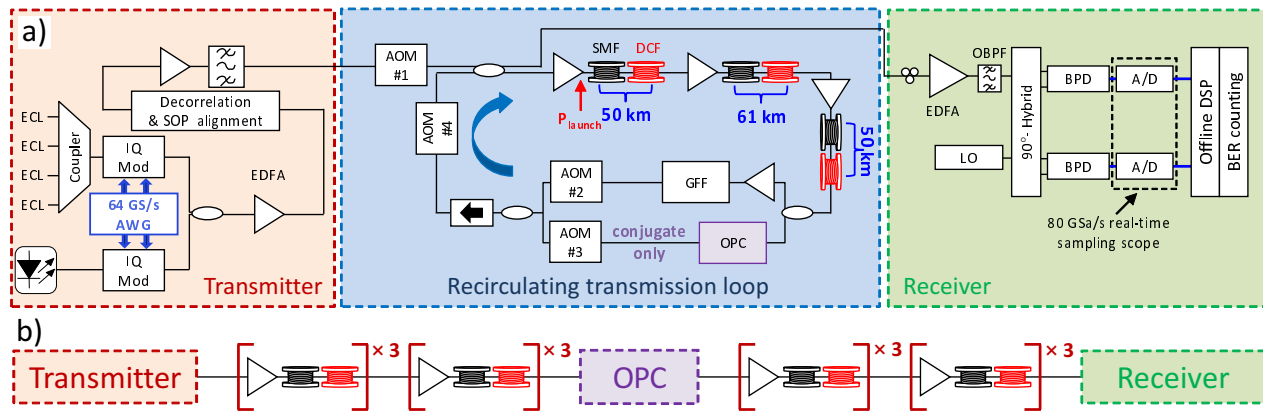 a)
ECL
ECL
ECL
ECL
Coupler
IQ
Mod
64 GS/s
AWG
IQ
Mod
Decorrelation
& SOP alignment
EDFA
Transmitter
AOM
#1
AOM
#4
P launch
SMF
DCF
50 km
61 km
50 km
AOM
#2
GFF
AOM
#3
conjugate
only
OPC
Recirculating transmission loop
EDFA
OBPF
LO
90°- Hybrid
BPD
A/D
BPD
A/D
Offline DSP
BER counting
80 GSa/s real-time
sampling scope
Receiver
b)
Transmitter
× 3
× 3
OPC
× 3
× 3
Receiver